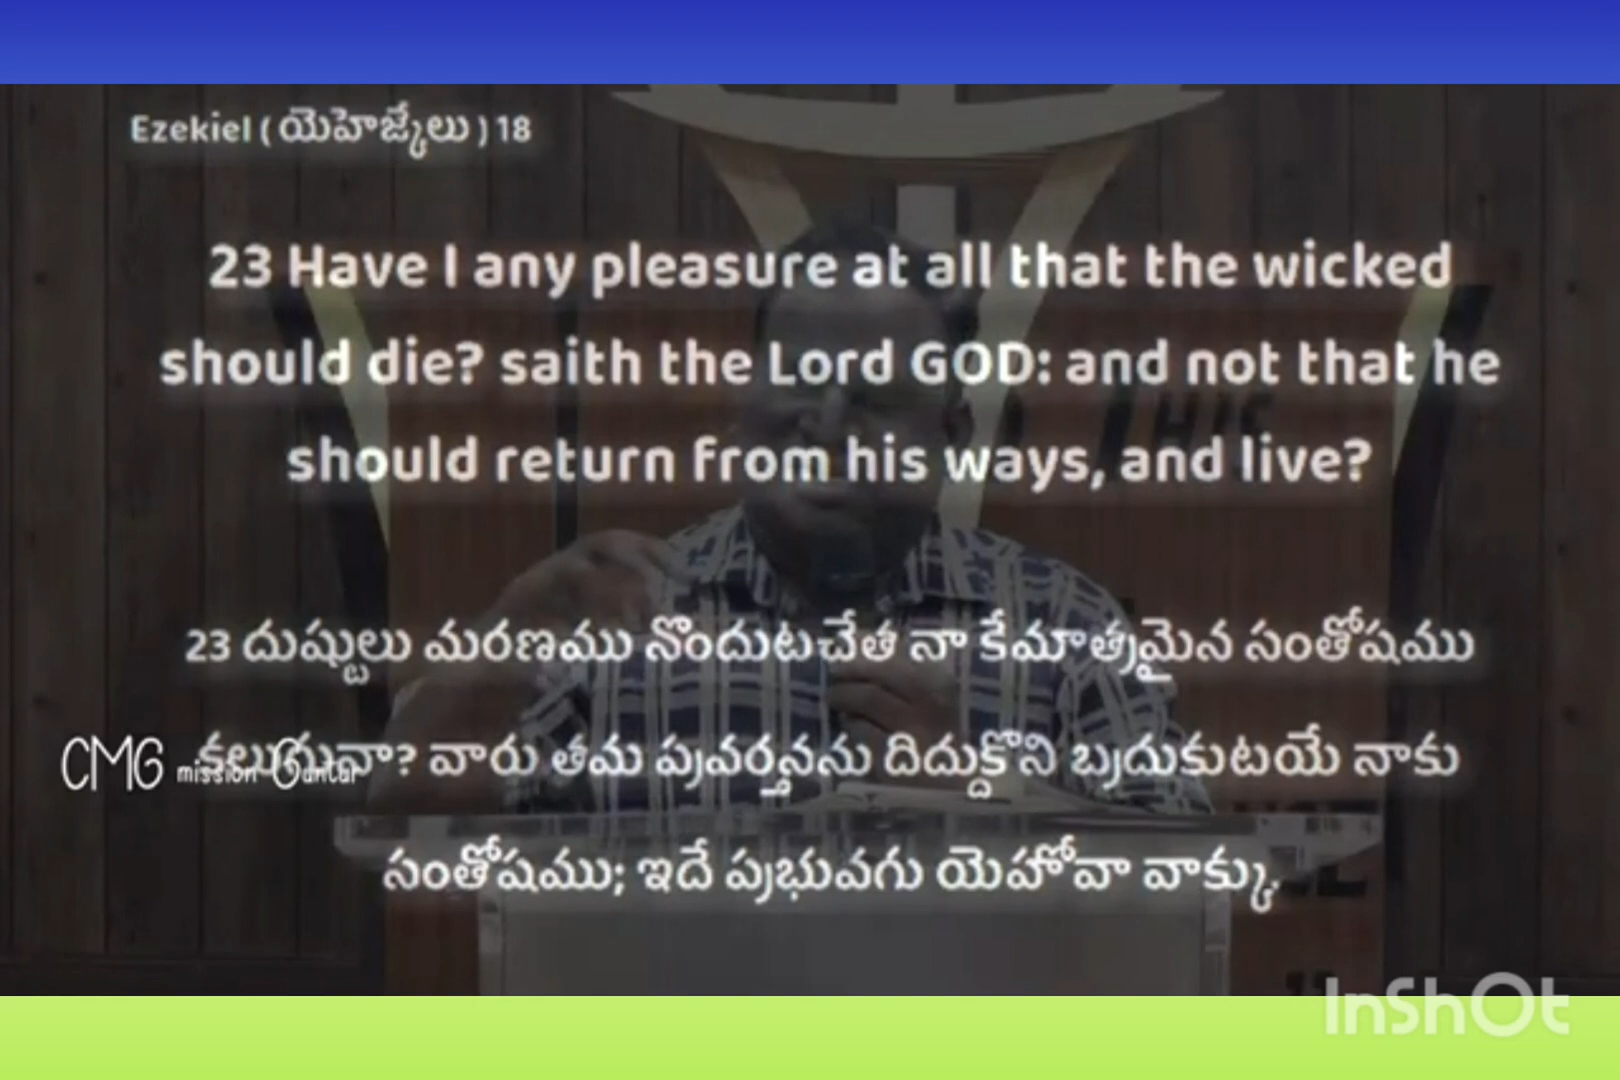 Ezekiel ( యెహెజ్కేలు ) 18
23 Have I any pleasure at all that the wicked
should die? saith the Lord GOD: and not that he
should return from his ways, and live?
23 దుష్టులు మరణము నొందుటచేత నా కేమాత్రమైన సంతోషము
కలుగునా? వారు తమ ప్రవర్తనను దిద్దుకొని బ్రదుకుటయే నాకు
సంతోషము; ఇదే ప్రభువగు యెహోవా వాక్కు.
CMG mission Guntur
InShOt